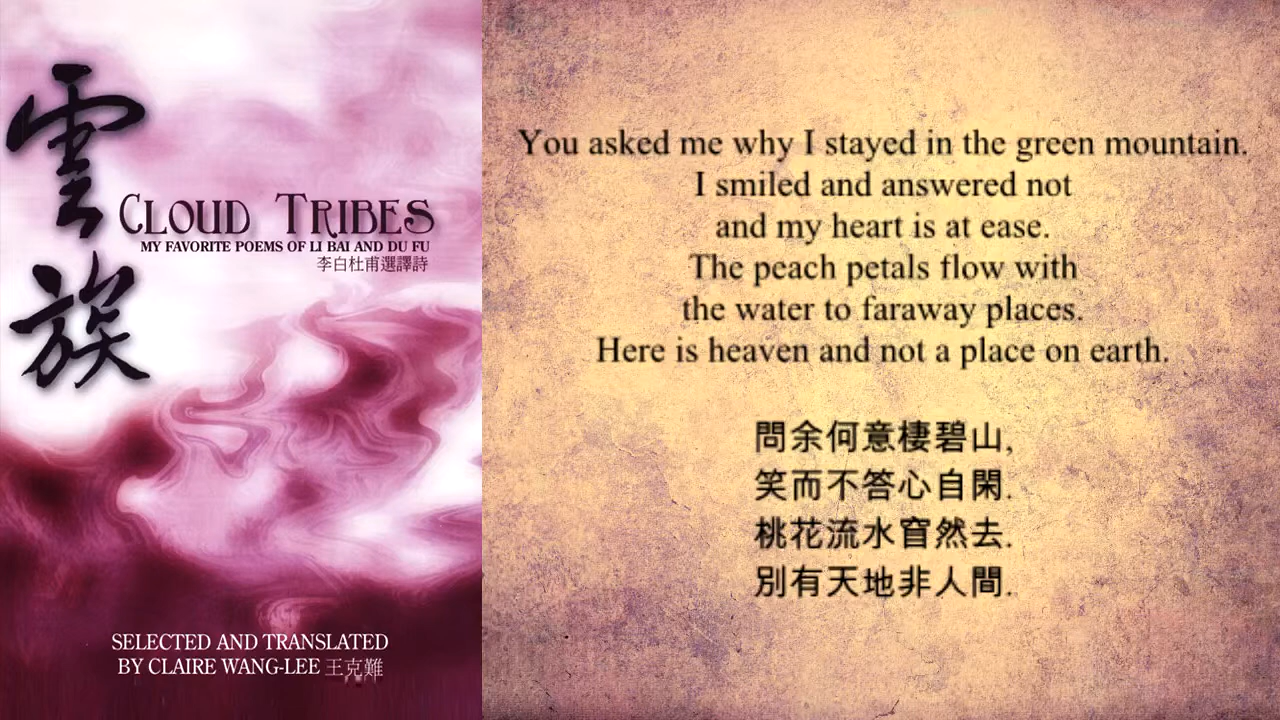 雲族
CLOUD TRIBES
MY FAVORITE POEMS OF LI BAI AND DU FU
李白杜甫選譯詩
SELECTED AND TRANSLATED
BY CLAIRE WANG-LEE 王克難
You asked me why I stayed in the green mountain.
I smiled and answered not
and my heart is at ease.
The peach petals flow with
the water to faraway places.
Here is heaven and not a place on earth.
問余何意棲碧山,
笑而不答心自閑.
桃花流水窅然去.
別有天地非人間.